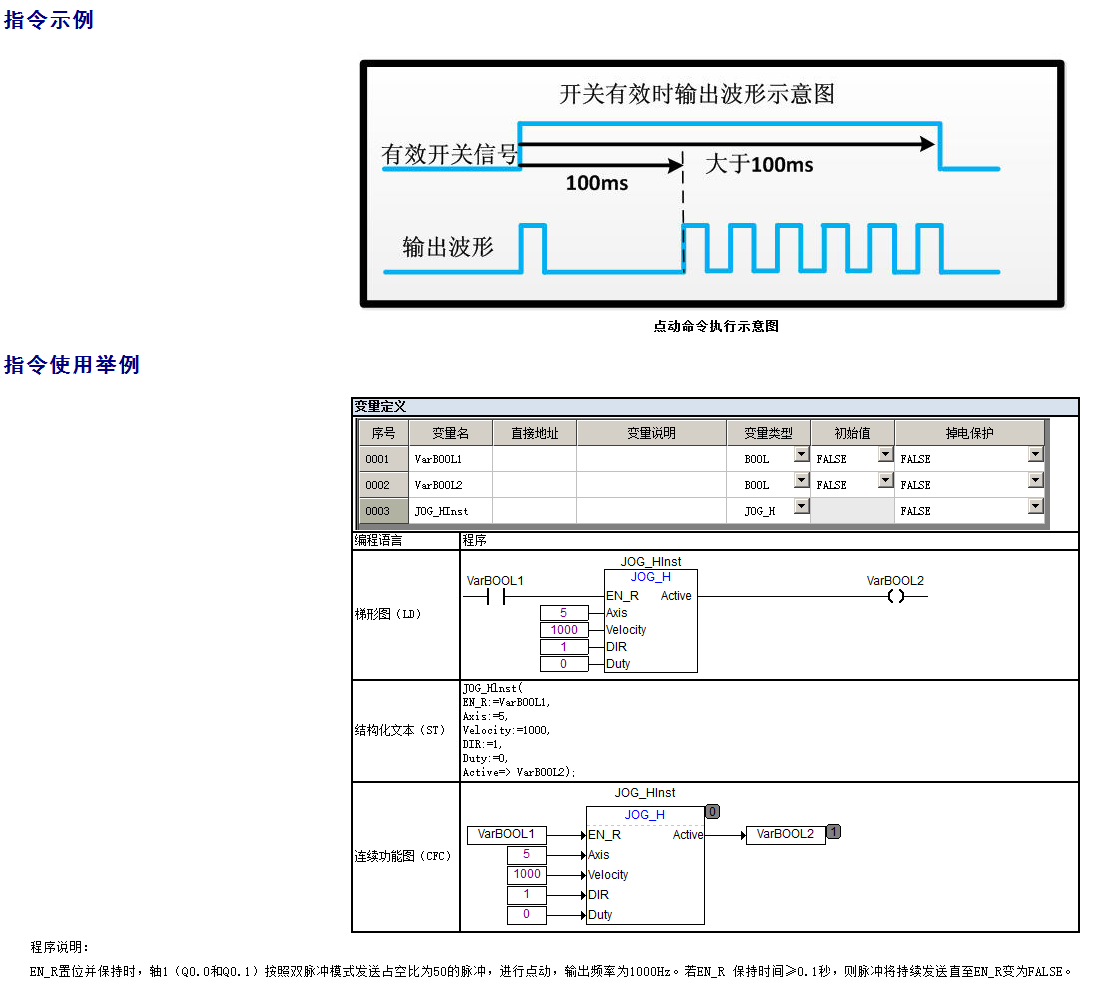 指令示例
开关有效时输出波形示意图
有效开关信号
100ms
大于100ms
输出波形
点动命令执行示意图
指令使用举例
变量定义
序号 变量名 直接地址 变量说明 变量类型 初始值 掉电保护
0001 VarBOOL1 BOOL FALSE FALSE
0002 VarBOOL2 BOOL FALSE FALSE
0003 JOG_HInst JOG_H FALSE
编程语言 程序
梯形图（LD）
JOG_HInst
VarBOOL1 JOG_H VarBOOL2
EN_R Active
5 Axis
1000 Velocity
1 DIR
0 Duty
结构化文本（ST）
JOG_HInst(
EN_R:=VarBOOL1,
Axis:=5,
Velocity:=1000,
DIR:=1,
Duty:=0,
Active=> VarBOOL2);
连续功能图（CFC）
JOG_HInst
JOG_H 0
VarBOOL1 EN_R Active VarBOOL2 1
5 Axis
1000 Velocity
1 DIR
0 Duty
程序说明：
EN_R置位并保持时，轴1（Q0.0和Q0.1）按照双脉冲模式发送占空比为50的脉冲，进行点动，输出频率为1000Hz。若EN_R 保持时间≥0.1秒，则脉冲将持续发送直至EN_R变为FALSE。